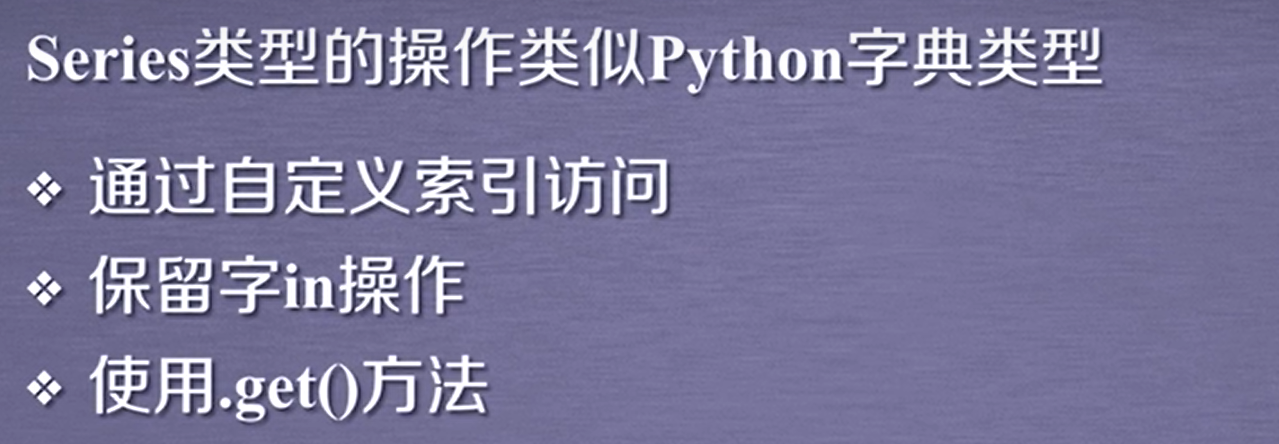 Series类型的操作类似Python字典类型
❖ 通过自定义索引访问
❖ 保留字in操作
❖ 使用.get()方法